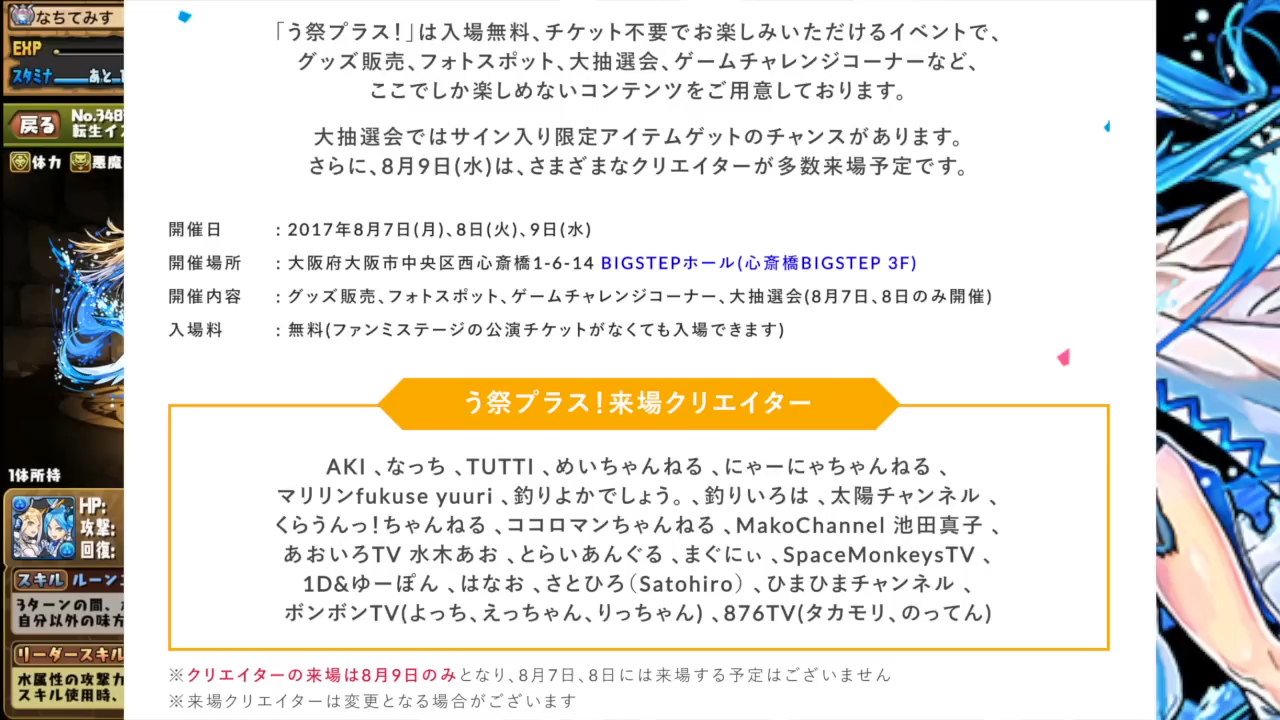 なちてみす
EXP
スタミナ あと
戻る
No.348
転生イ
体力 悪魔
「う祭プラス!」は入場無料、チケット不要でお楽しみいただけるイベントで、
グッズ販売、フォトスポット、大抽選会、ゲームチャレンジコーナーなど、
ここでしか楽しめないコンテンツをご用意しております。
大抽選会ではサイン入り限定アイテムゲットのチャンスがあります。
さらに、8月9日(水)は、さまざまなクリエイターが多数来場予定です。
開催日 : 2017年8月7日(月)、8日(火)、9日(水)
開催場所 : 大阪府大阪市中央区西心斎橋1-6-14 BIGSTEPホール(心斎橋BIGSTEP 3F)
開催内容 : グッズ販売、フォトスポット、ゲームチャレンジコーナー、大抽選会(8月7日、8日のみ開催)
入場料 : 無料(ファンミステージの公演チケットがなくても入場できます)
う祭プラス!来場クリエイター
AKI 、なっち 、TUTTI 、めいちゃんねる 、にゃーにゃちゃんねる 、
マリリンfukuse yuuri 、釣りよかでしょう。 、釣りいろは 、太陽チャンネル 、
くらうんっ!ちゃんねる 、ココロマンちゃんねる 、MakoChannel 池田真子 、
あおいろTV 水木あお 、とらいあんぐる 、まぐにぃ 、SpaceMonkeysTV 、
1D&ゆーぽん 、はなお 、さとひろ(Satohiro) 、ひまひまチャンネル 、
ボンボンTV(よっち、えっちゃん、りっちゃん) 、876TV(タカモリ、のってん)
※クリエイターの来場は8月9日のみとなり、8月7日、8日には来場する予定はございません
※来場クリエイターは変更となる場合がございます
1体所持
HP:
攻撃:
回復:
スキル ルーン
3ターンの間、
自分以外の味方
リーダースキル
水属性の攻撃力
スキル使用時、